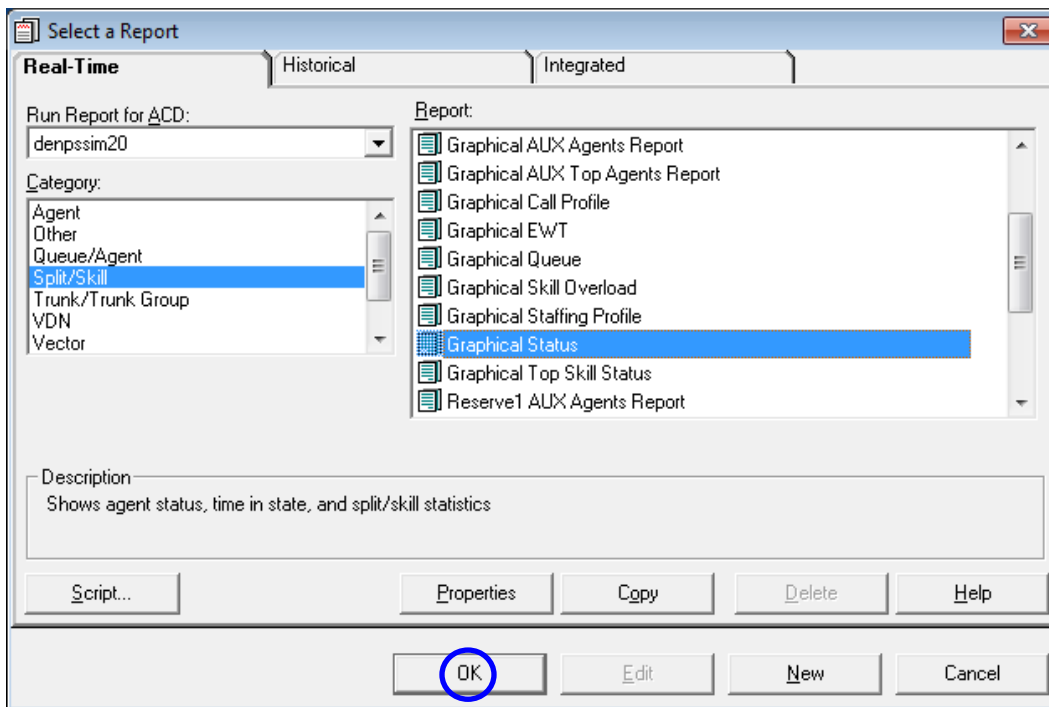 Select a Report
Real-Time
Historical
Integrated
Run Report for ACD:
denpssim20
Category:
Agent
Other
Queue/Agent
Split/Skill
Trunk/Trunk Group
VDN
Vector
Report:
Graphical AUX Agents Report
Graphical AUX Top Agents Report
Graphical Call Profile
Graphical EWT
Graphical Queue
Graphical Skill Overload
Graphical Staffing Profile
Graphical Status
Graphical Top Skill Status
Reserve1 AUX Agents Report
Description
Shows agent status, time in state, and split/skill statistics
Script... Properties Copy Delete Help
OK Edit New Cancel